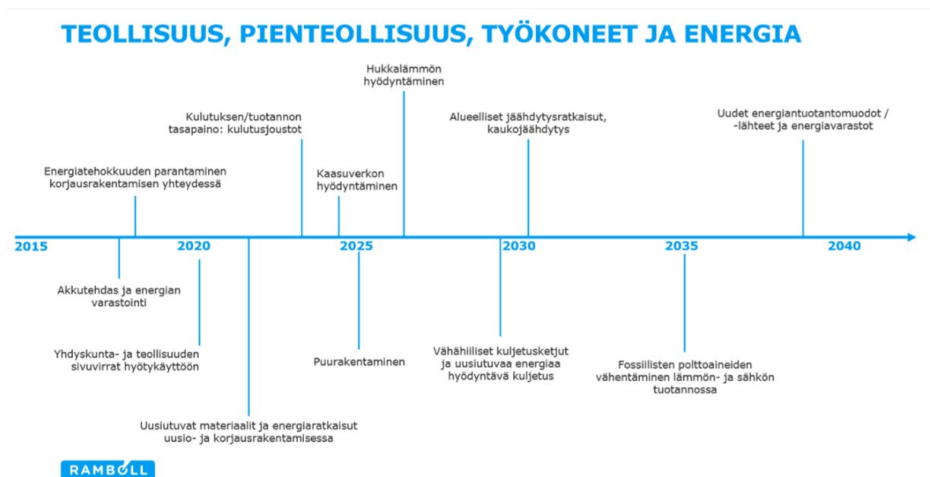 TEOLLISUUS, PIENTEOLLISUUS, TYÖKONEET JA ENERGIA
Hukkalämmön
hyödyntäminen
Kulutuksen/tuotannon
tasapaino: kulutusjoustot
Alueelliset jäähdytysratkaisut,
kaukojäähdytys
Uudet energiantuotantomuodot /
-lähteet ja energiavarastot
Energiatehokkuuden parantaminen
korjausrakentamisen yhteydessä
Kaasuverkon
hyödyntäminen
2015
2020
2025
2030
2035
2040
Akkutehdas ja energian
varastointi
Yhdyskunta- ja teollisuuden
sivuvirrat hyötykäyttöön
Puurakentaminen
Vähähiiliset kuljetusketjut
ja uusiutuvaa energiaa
hyödyntävä kuljetus
Fossiilisten polttoaineiden
vähentäminen lämmön- ja sähkön
tuotannossa
Uusiutuvat materiaalit ja energiaratkaisut
uusio- ja korjausrakentamisessa
RAMBOLL